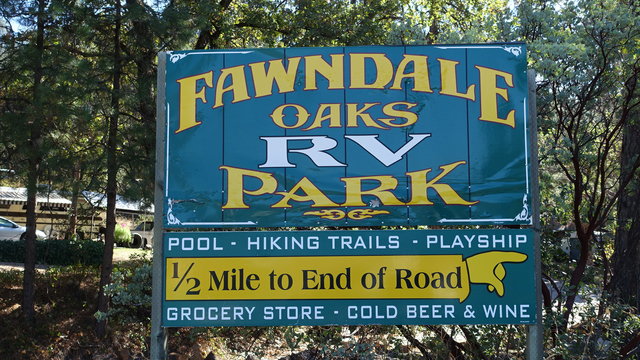 FAWNDALE
OAKS
RV
PARK
POOL - HIKING TRAILS - PLAYSHIP
1/2 Mile to End of Road
GROCERY STORE - COLD BEER & WINE